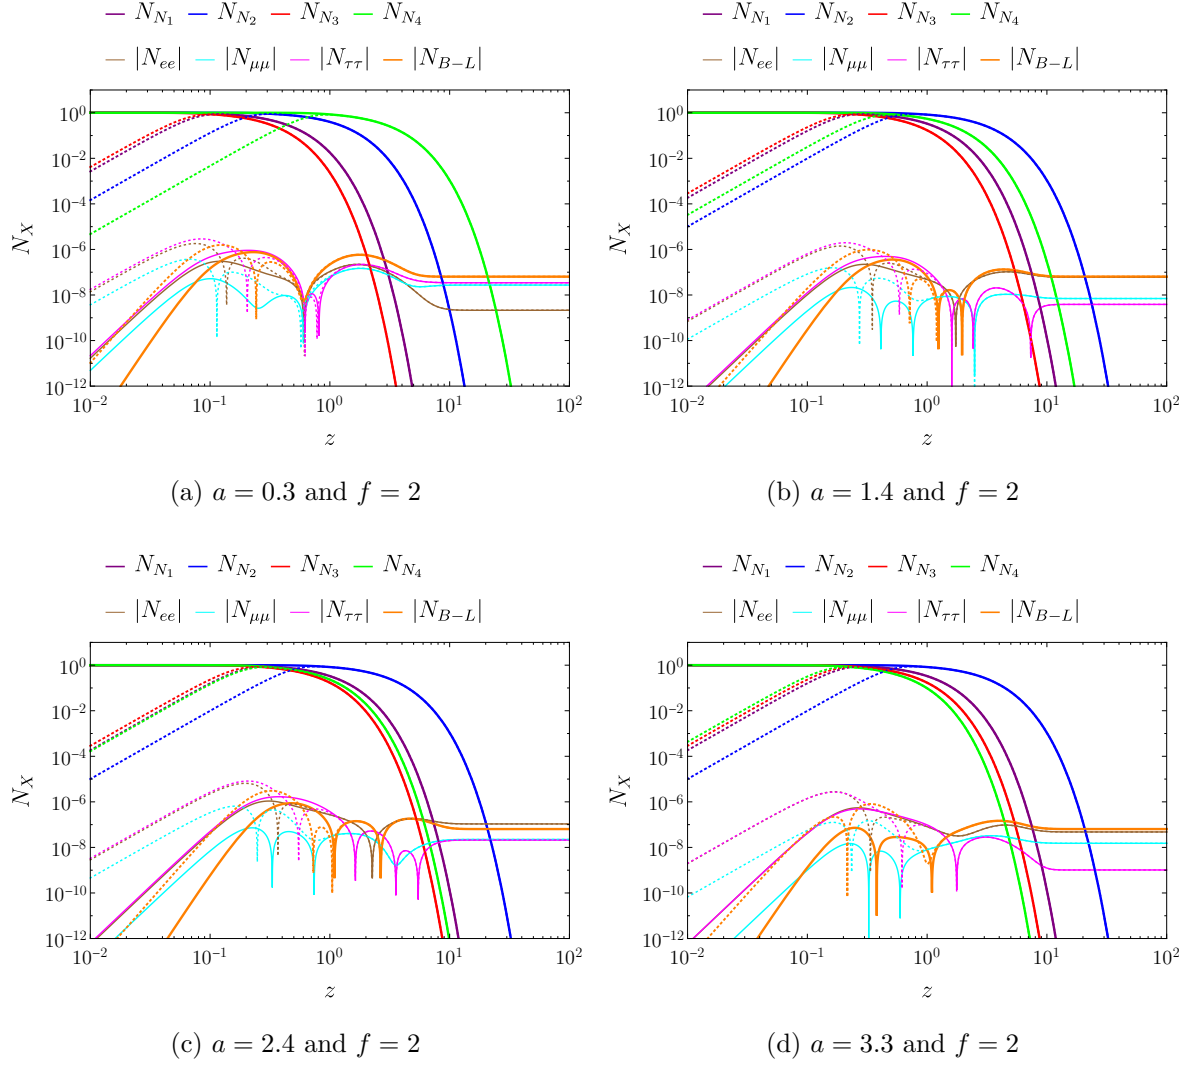 N_{N_1} N_{N_2} N_{N_3} N_{N_4}
|N_{ee}| |N_{μμ}| |N_{ττ}| |N_{B−L}|
10^0
10^{−2}
10^{−4}
10^{−6}
10^{−8}
10^{−10}
10^{−12}
N_X
10^{−2} 10^{−1} 10^0 10^1 10^2
z
(a) a = 0.3 and f = 2
N_{N_1} N_{N_2} N_{N_3} N_{N_4}
|N_{ee}| |N_{μμ}| |N_{ττ}| |N_{B−L}|
10^0
10^{−2}
10^{−4}
10^{−6}
10^{−8}
10^{−10}
10^{−12}
N_X
10^{−2} 10^{−1} 10^0 10^1 10^2
z
(b) a = 1.4 and f = 2
N_{N_1} N_{N_2} N_{N_3} N_{N_4}
|N_{ee}| |N_{μμ}| |N_{ττ}| |N_{B−L}|
10^0
10^{−2}
10^{−4}
10^{−6}
10^{−8}
10^{−10}
10^{−12}
N_X
10^{−2} 10^{−1} 10^0 10^1 10^2
z
(c) a = 2.4 and f = 2
N_{N_1} N_{N_2} N_{N_3} N_{N_4}
|N_{ee}| |N_{μμ}| |N_{ττ}| |N_{B−L}|
10^0
10^{−2}
10^{−4}
10^{−6}
10^{−8}
10^{−10}
10^{−12}
N_X
10^{−2} 10^{−1} 10^0 10^1 10^2
z
(d) a = 3.3 and f = 2